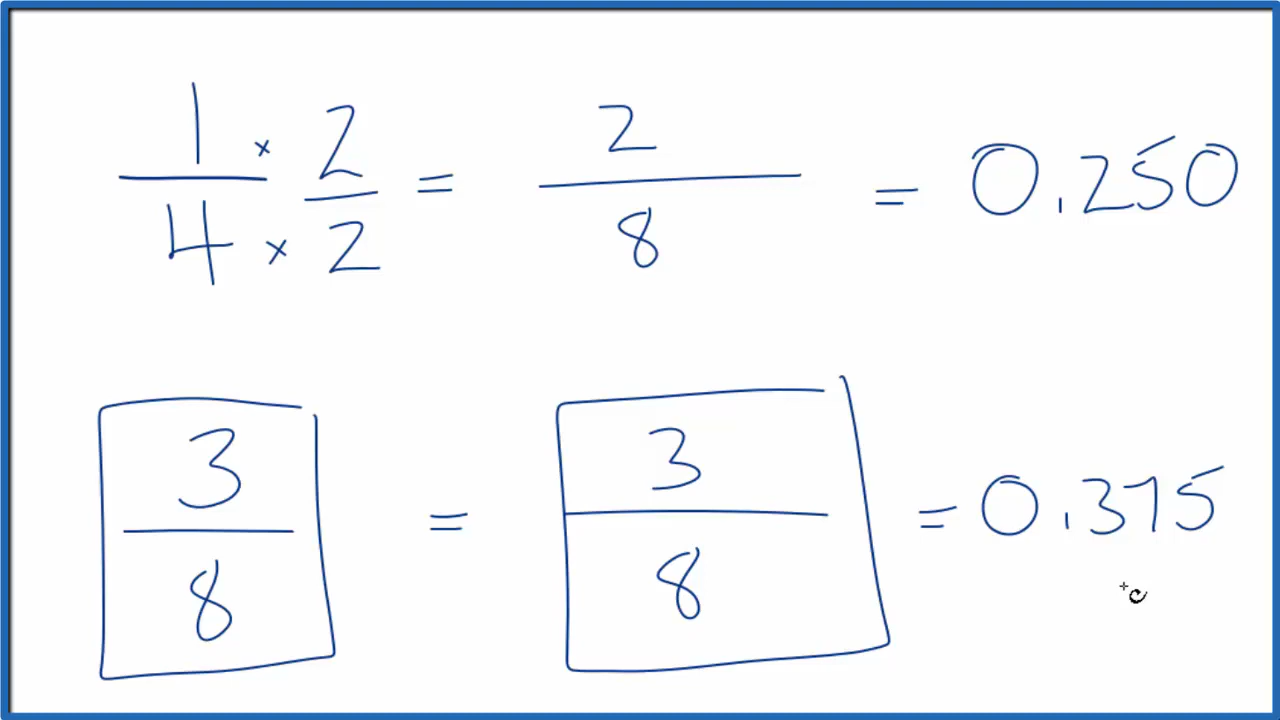 1/4 × 2/2 = 2/8 = 0.250
3/8 = 3/8 = 0.375